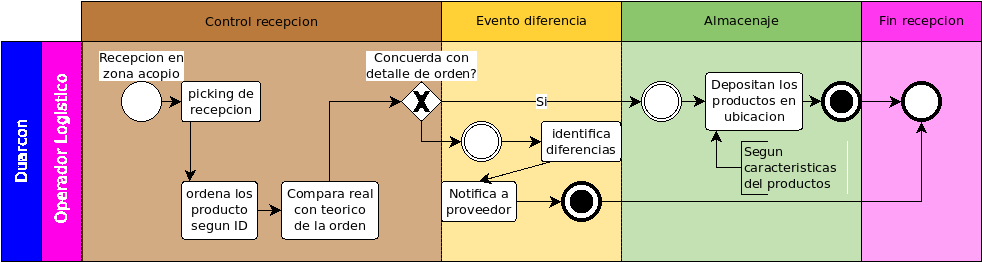 Control recepcion
Evento diferencia
Almacenaje
Fin recepcion
Duarcon
Operador Logistico
Recepcion en
zona acopio
picking de
recepcion
ordena los
producto
segun ID
Compara real
con teorico
de la orden
Concuerda con
detalle de orden?
X
Si
identifica
diferencias
Notifica a
proveedor
Depositan los
productos en
ubicacion
Segun
caracteristicas
del productos